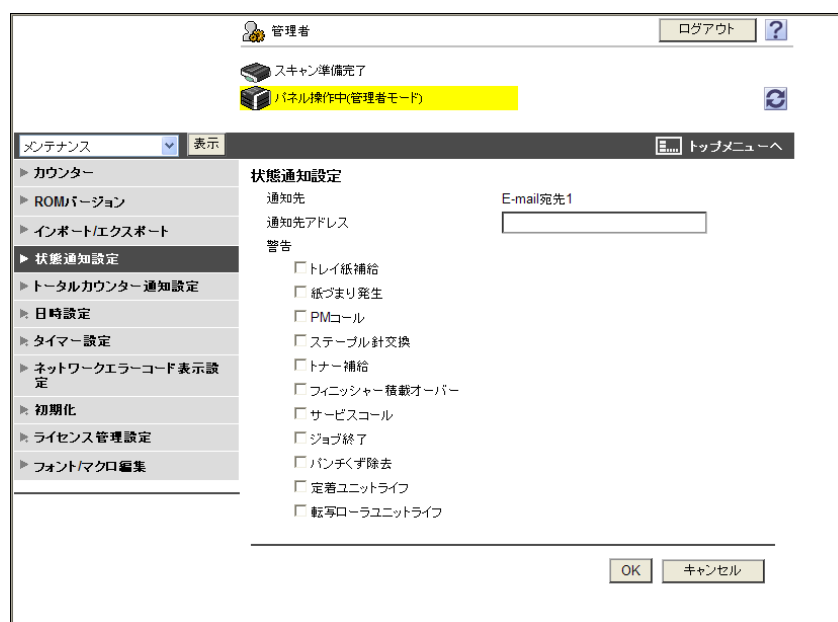 管理者
ログアウト
?
スキャン準備完了
パネル操作中(管理者モード)
メンテナンス
表示
トップメニューへ
カウンター
ROMバージョン
インポート/エクスポート
状態通知設定
トータルカウンター通知設定
日時設定
タイマー設定
ネットワークエラーコード表示設
定
初期化
ライセンス管理設定
フォント/マクロ編集
状態通知設定
通知先
E-mail宛先1
通知先アドレス
警告
トレイ紙補給
紙づまり発生
PMコール
ステープル針交換
トナー補給
フィニッシャー積載オーバー
サービスコール
ジョブ終了
パンチくず除去
定着ユニットライフ
転写ローラユニットライフ
OK
キャンセル